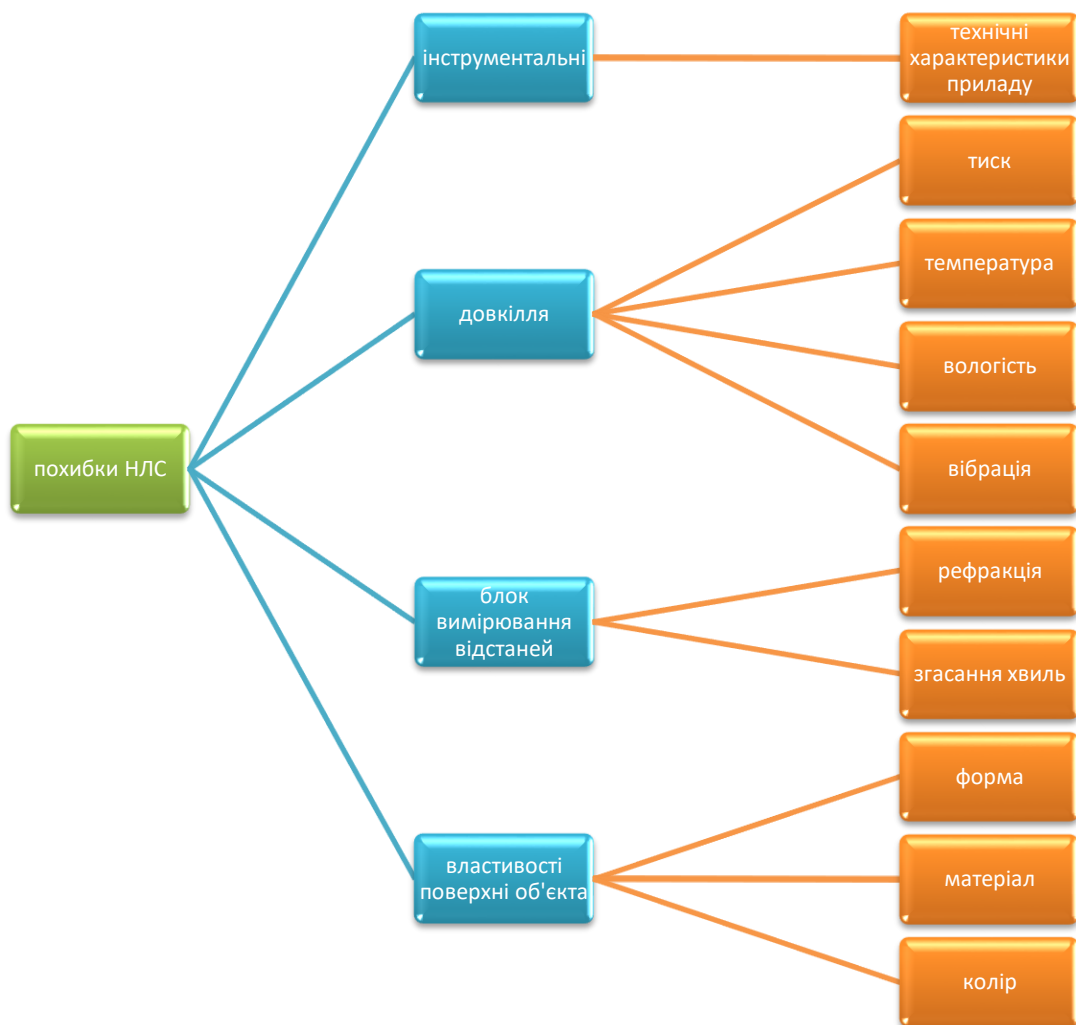 похибки НЛС
інструментальні
технічні
характеристики
приладу
довкілля
тиск
температура
вологість
вібрація
блок
вимірювання
відстаней
рефракція
згасання хвиль
властивості
поверхні об'єкта
форма
матеріал
колір